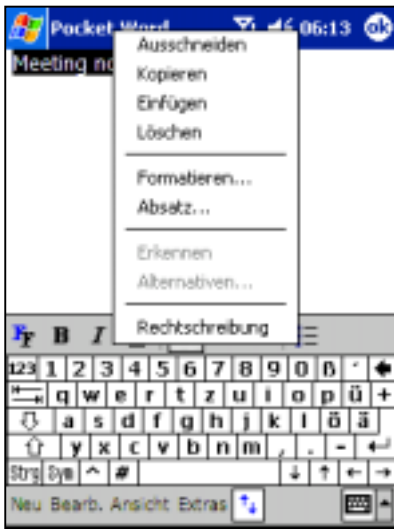 Pocket Word 06:13 ok
Meeting no
Ausschneiden
Kopieren
Einfügen
Löschen
Formatieren...
Absatz...
Erkennen
Alternativen...
Rechtschreibung
B I
123 1 2 3 4 5 6 7 8 9 0 ß ´
q w e r t z u i o p ü +
a s d f g h j k l ö ä
y x c v b n m , . -
Strg Sym ^ #
Neu Bearb. Ansicht Extras